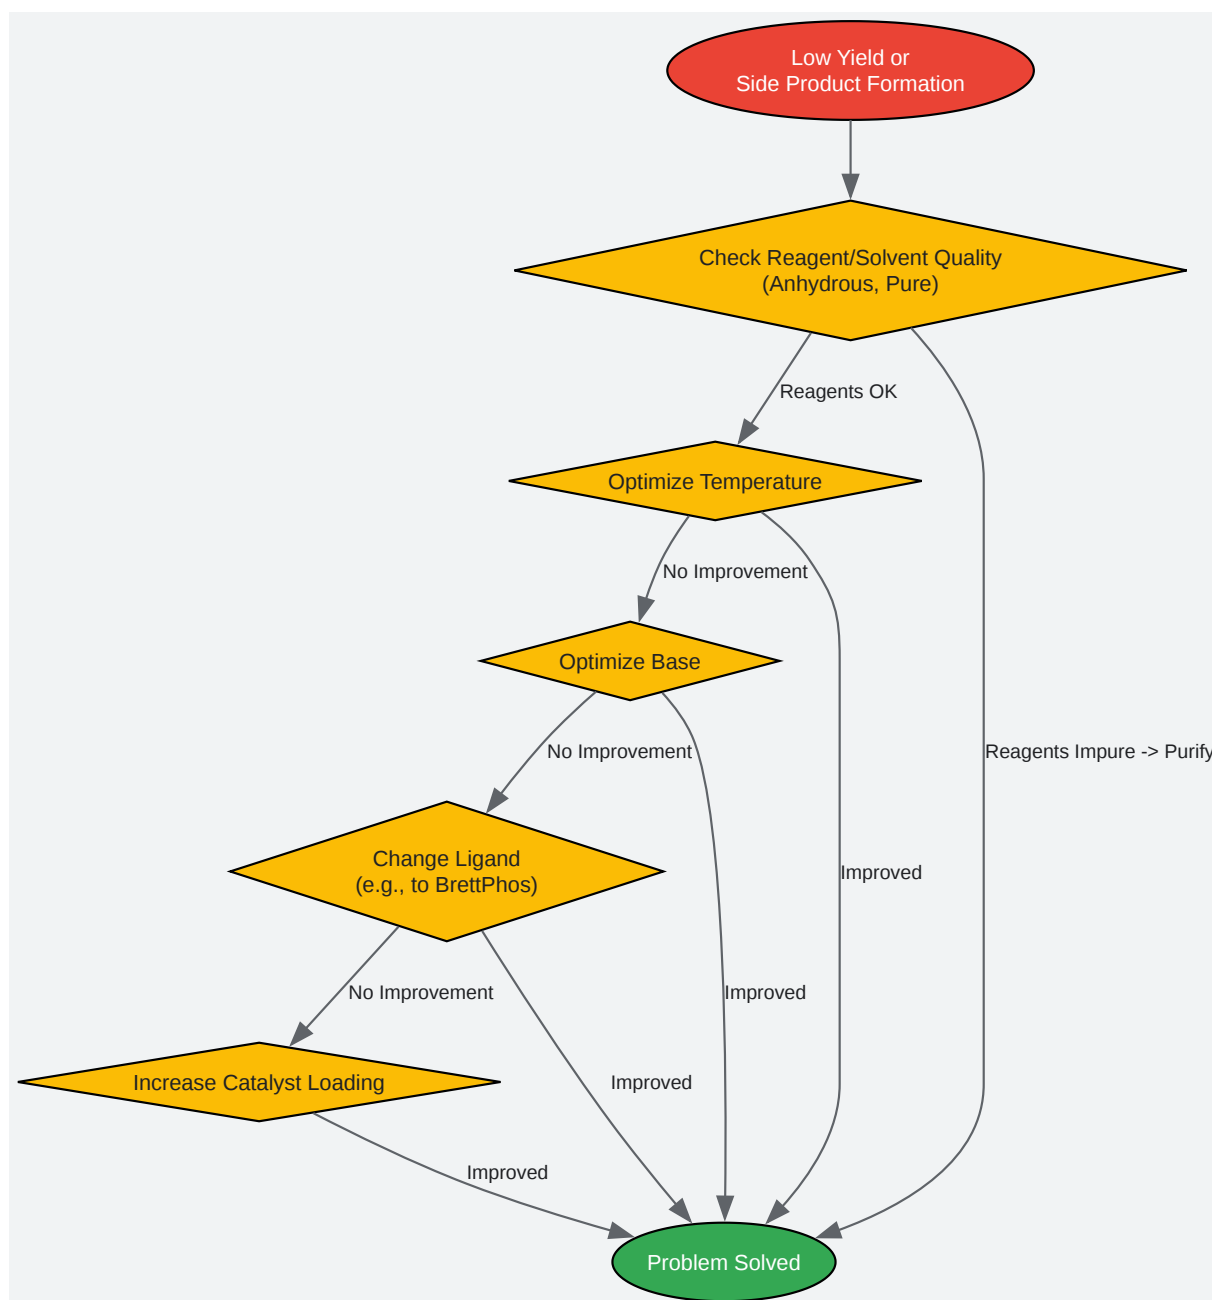 Low Yield or
Side Product Formation
Check Reagent/Solvent Quality
(Anhydrous, Pure)
Reagents OK
Optimize Temperature
No Improvement
Optimize Base
No Improvement
Reagents Impure -> Purify
Change Ligand
(e.g., to BrettPhos)
Improved
No Improvement
Improved
Increase Catalyst Loading
Improved
Improved
Problem Solved